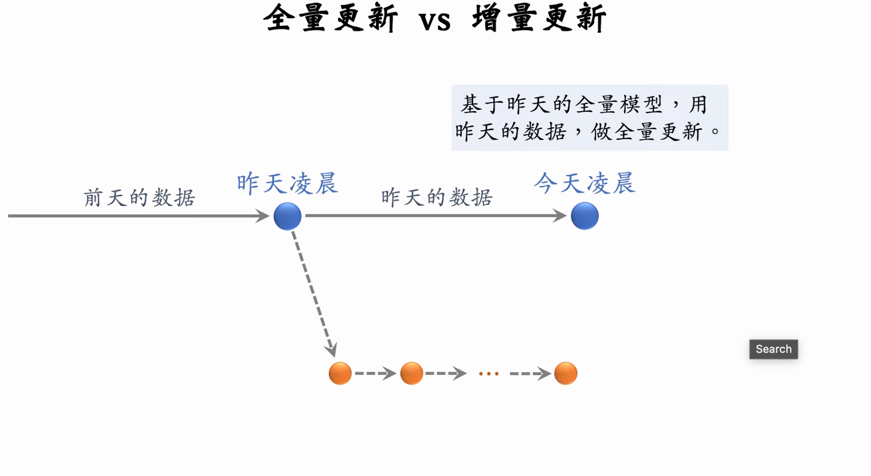 全量更新 vs 增量更新
基于昨天的全量模型，用
昨天的数据，做全量更新。
前天的数据
昨天凌晨
昨天的数据
今天凌晨
Search
...